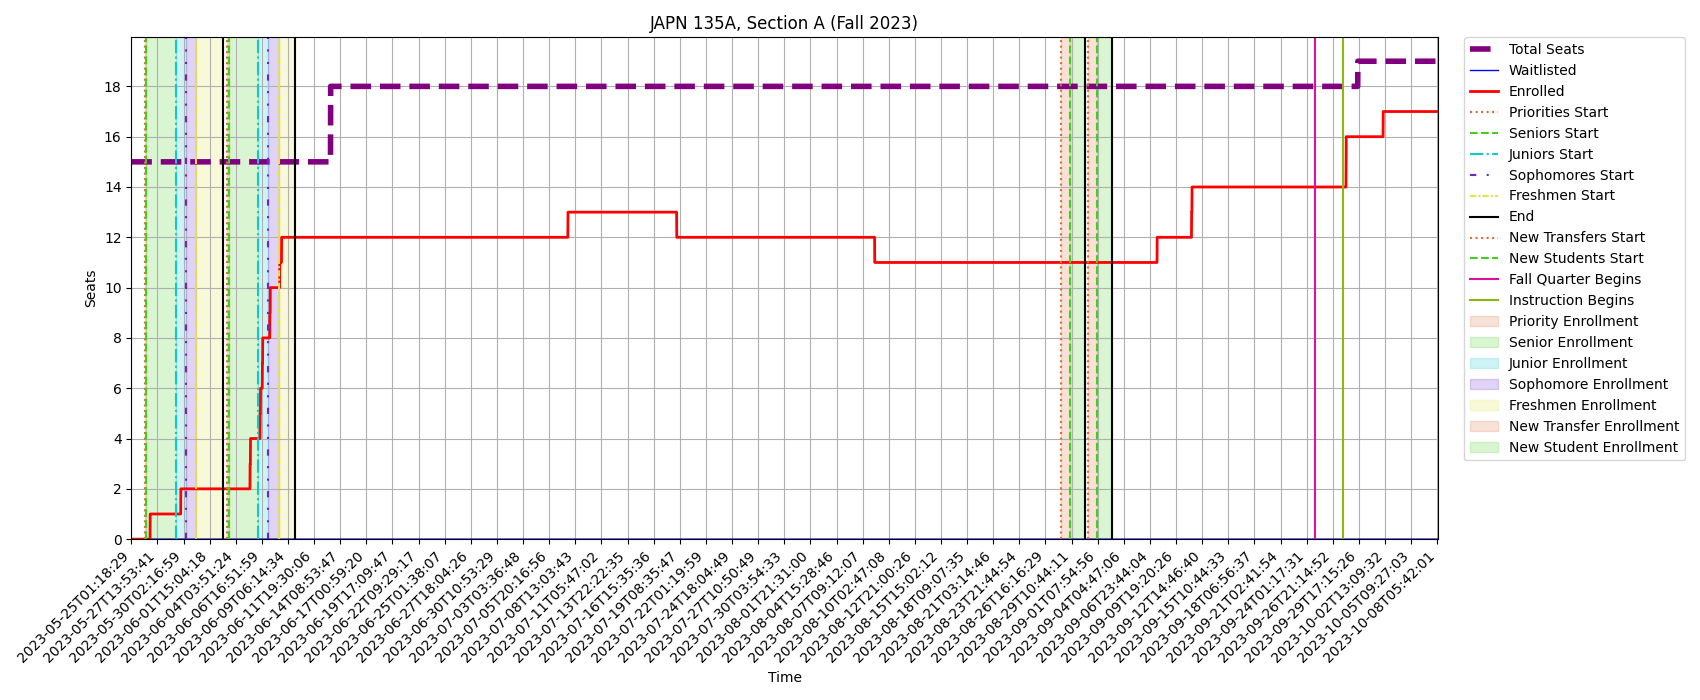 JAPN 135A, Section A (Fall 2023)
Seats
18
16
14
12
10
8
6
4
2
0
2023-05-25T01:18:29
2023-05-27T13:53:41
2023-05-30T02:16:59
2023-06-01T15:04:18
2023-06-04T03:51:24
2023-06-06T16:51:59
2023-06-09T06:14:34
2023-06-11T19:30:06
2023-06-14T08:53:47
2023-06-17T00:59:20
2023-06-19T17:09:47
2023-06-22T09:29:17
2023-06-25T01:38:07
2023-06-27T18:04:26
2023-06-30T10:53:29
2023-07-03T03:36:48
2023-07-05T20:16:56
2023-07-08T13:03:43
2023-07-11T05:47:02
2023-07-13T22:22:35
2023-07-16T15:35:36
2023-07-19T08:35:47
2023-07-22T01:19:59
2023-07-24T18:04:49
2023-07-27T10:50:49
2023-07-30T03:54:33
2023-08-01T21:31:00
2023-08-04T15:28:46
2023-08-07T09:12:07
2023-08-10T02:47:08
2023-08-12T21:00:26
2023-08-15T15:02:12
2023-08-18T09:07:35
2023-08-21T03:14:46
2023-08-23T21:44:54
2023-08-26T16:16:29
2023-08-29T10:44:11
2023-09-01T07:54:56
2023-09-04T04:47:06
2023-09-06T23:44:04
2023-09-09T19:20:26
2023-09-12T14:46:40
2023-09-15T10:44:33
2023-09-18T06:56:37
2023-09-21T02:41:54
2023-09-24T01:17:31
2023-09-26T21:14:52
2023-09-29T17:15:26
2023-10-02T13:09:32
2023-10-05T09:27:03
2023-10-08T05:42:01
Time
Total Seats
Waitlisted
Enrolled
Priorities Start
Seniors Start
Juniors Start
Sophomores Start
Freshmen Start
End
New Transfers Start
New Students Start
Fall Quarter Begins
Instruction Begins
Priority Enrollment
Senior Enrollment
Junior Enrollment
Sophomore Enrollment
Freshmen Enrollment
New Transfer Enrollment
New Student Enrollment